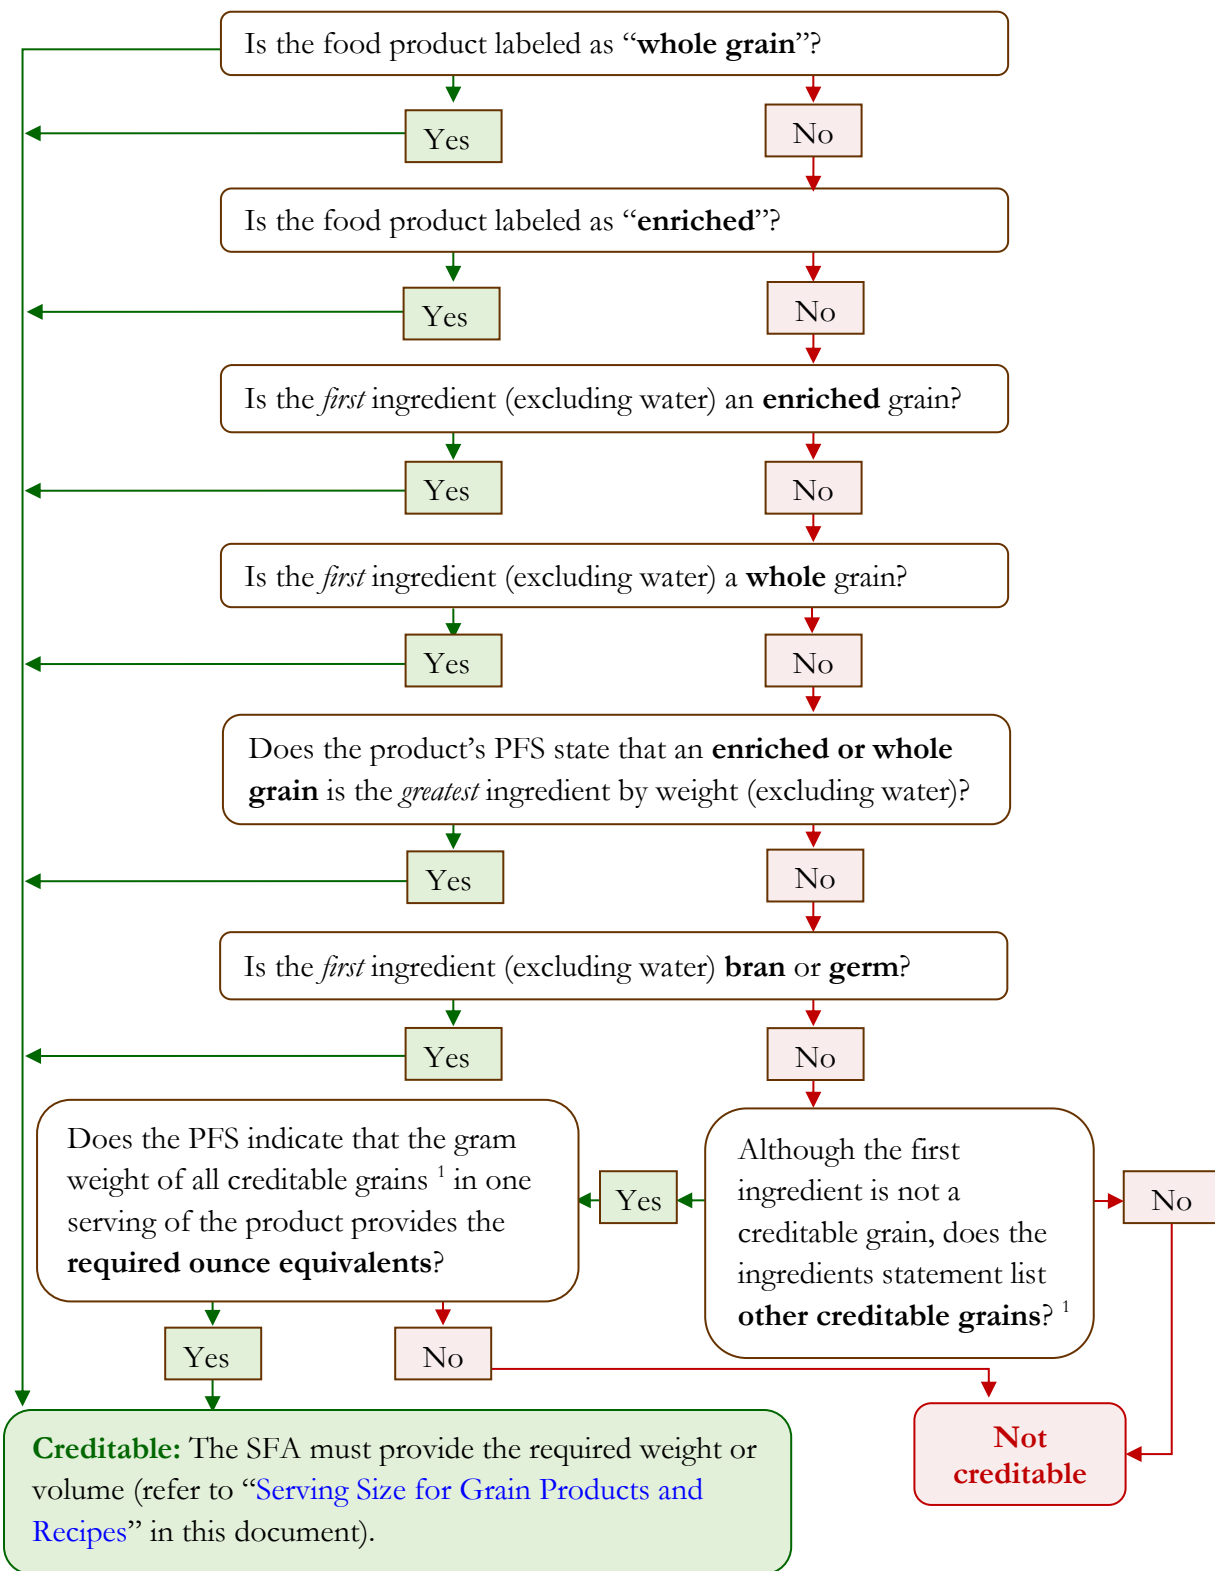 Is the food product labeled as “whole grain”?
Yes
No
Is the food product labeled as “enriched”?
Yes
No
Is the first ingredient (excluding water) an enriched grain?
Yes
No
Is the first ingredient (excluding water) a whole grain?
Yes
No
Does the product’s PFS state that an enriched or whole
grain is the greatest ingredient by weight (excluding water)?
Yes
No
Is the first ingredient (excluding water) bran or germ?
Yes
No
Does the PFS indicate that the gram
weight of all creditable grains 1 in one
serving of the product provides the
required ounce equivalents?
Yes
Although the first
ingredient is not a
creditable grain, does the
ingredients statement list
other creditable grains? 1
No
Yes
No
Creditable: The SFA must provide the required weight or
volume (refer to “Serving Size for Grain Products and
Recipes” in this document).
Not
creditable